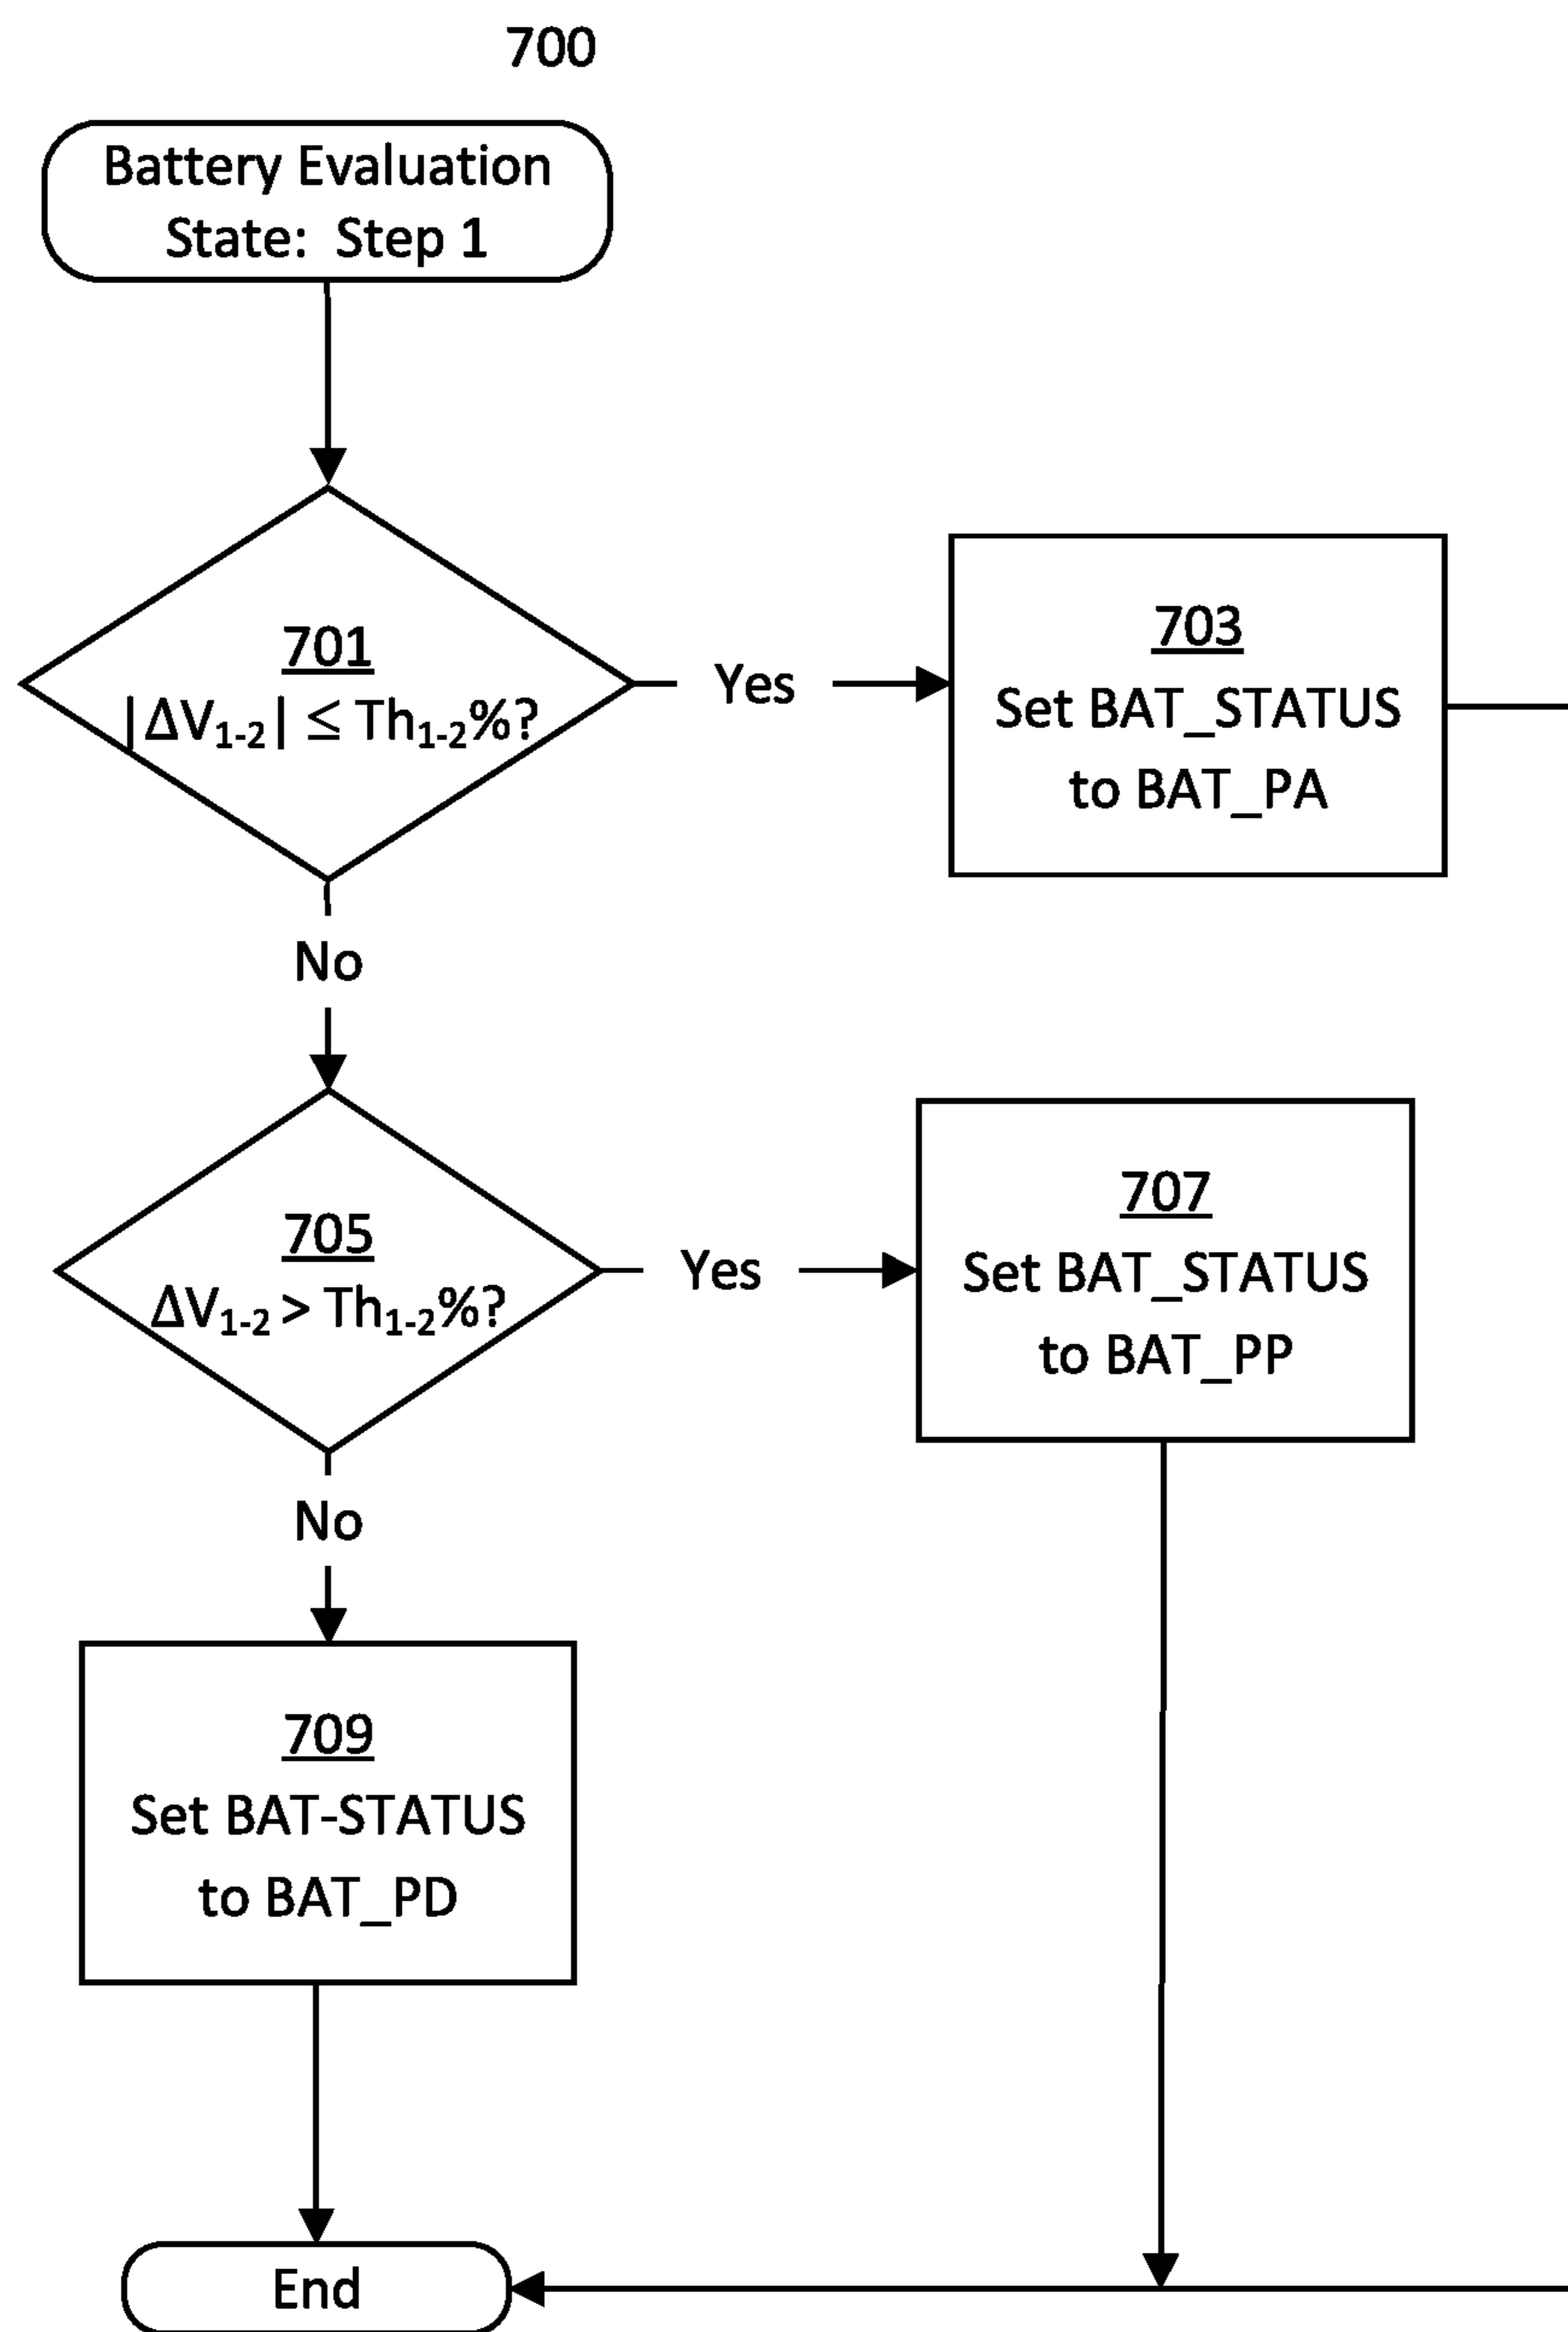 700
Battery Evaluation
State: Step 1
701
|ΔV₁₋₂| ≤ Th₁₋₂%?
Yes
703
Set BAT_STATUS
to BAT_PA
No
705
ΔV₁₋₂ > Th₁₋₂%?
Yes
707
Set BAT_STATUS
to BAT_PP
No
709
Set BAT-STATUS
to BAT_PD
End